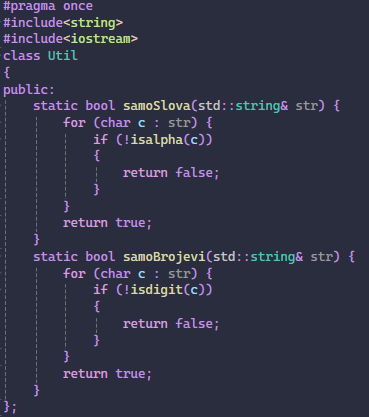 #pragma once
#include<string>
#include<iostream>
class Util
{
public:
    static bool samoSlova(std::string& str) {
        for (char c : str) {
            if (!isalpha(c))
            {
                return false;
            }
        }
        return true;
    }
    static bool samoBrojevi(std::string& str) {
        for (char c : str) {
            if (!isdigit(c))
            {
                return false;
            }
        }
        return true;
    }
};